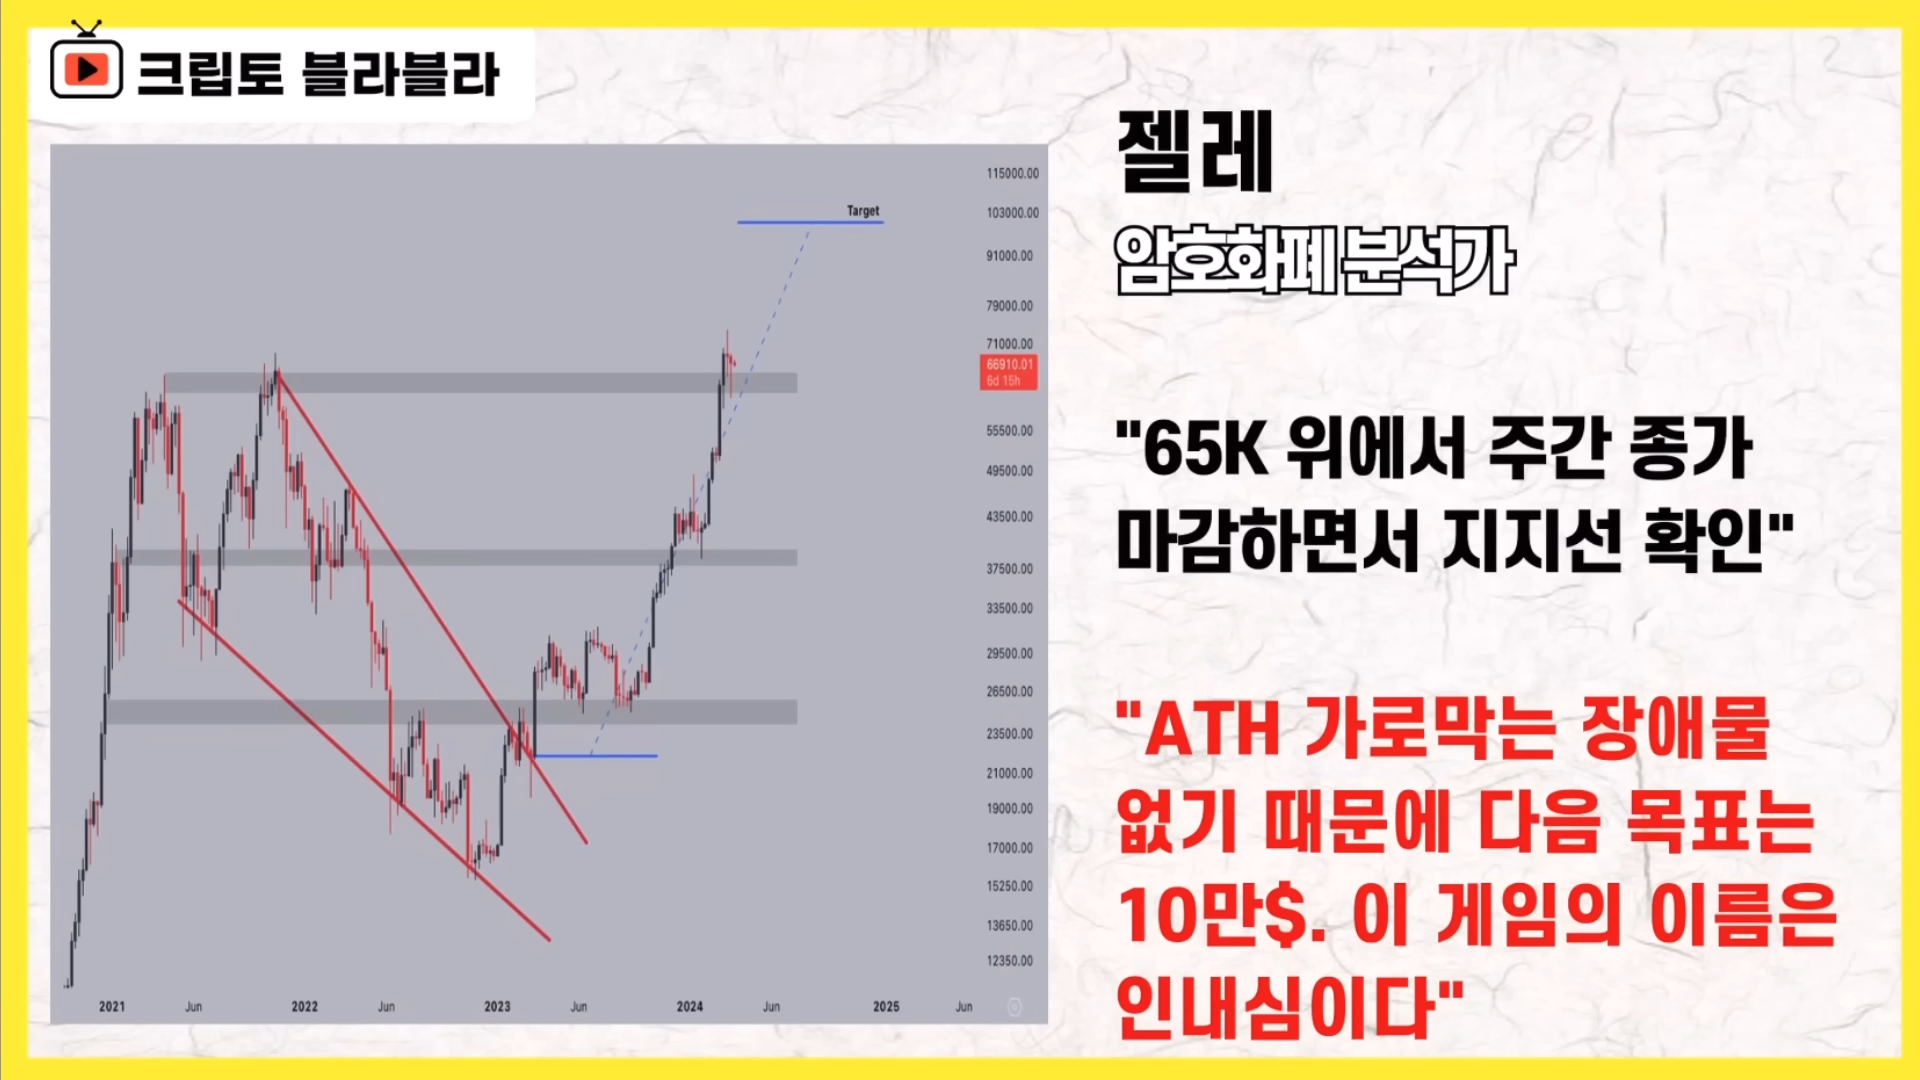 크립토 블라블라
젤레
암호화폐 분석가
"65K 위에서 주간 종가
마감하면서 지지선 확인"
"ATH 가로막는 장애물
없기 때문에 다음 목표는
10만$. 이 게임의 이름은
인내심이다"
Target
115000.00
103000.00
91000.00
79000.00
71000.00
66910.01
6d 15h
55500.00
49500.00
43500.00
37500.00
33500.00
29500.00
26500.00
23500.00
21000.00
19000.00
17000.00
15250.00
13650.00
12350.00
2021 Jun 2022 Jun 2023 Jun 2024 Jun 2025 Jun